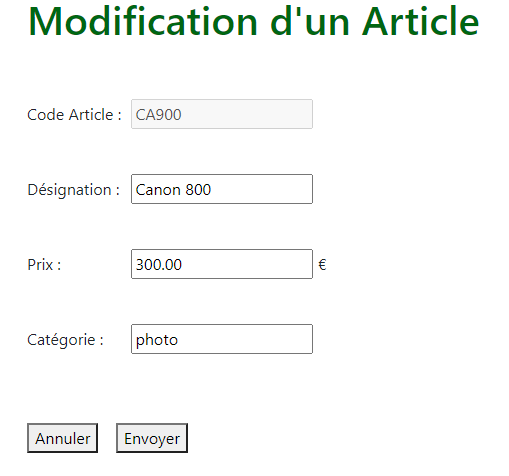 Modification d'un Article
Code Article : CA900
Désignation : Canon 800
Prix : 300.00 €
Catégorie : photo
Annuler Envoyer